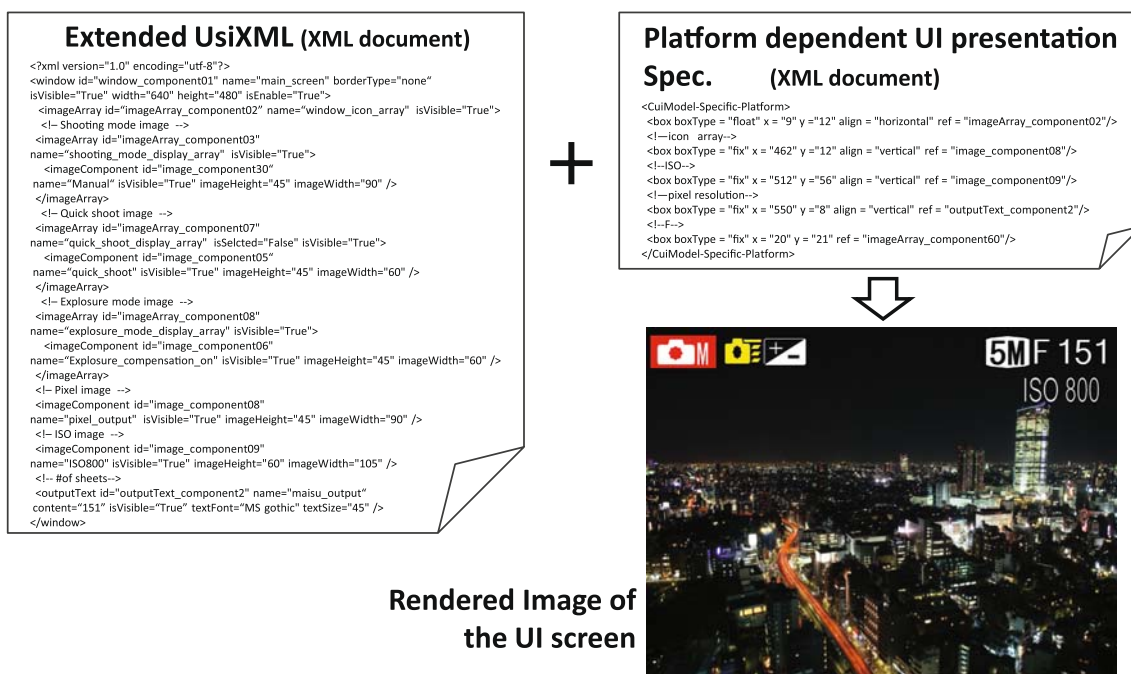 Extended UsiXML (XML document)
<?xml version="1.0" encoding="utf-8"?>
<window id="window_component01" name="main_screen" borderType="none“
isVisible="True" width="640" height="480" isEnable="True">
<imageArray id=“imageArray_component02” name=“window_icon_array”  isVisible="True">
<!– Shooting mode image  -->
<imageArray id="imageArray_component03"
name=“shooting_mode_display_array”  isVisible="True">
<imageComponent id="image_component30“
name=“Manual“ isVisible="True" imageHeight="45" imageWidth="90" />
</imageArray>
<!– Quick shoot image  -->
<imageArray id="imageArray_component07"
name=“quick_shoot_display_array”  isSelcted="False" isVisible="True">
<imageComponent id="image_component05“
name=“quick_shoot" isVisible="True" imageHeight="45" imageWidth="60" />
</imageArray>
<!– Explosure mode image  -->
<imageArray id="imageArray_component08"
name=“explosure_mode_display_array” isVisible="True">
<imageComponent id="image_component06"
name=“Explosure_compensation_on” isVisible="True" imageHeight="45" imageWidth="60" />
</imageArray>
<!– Pixel image  -->
<imageComponent id="image_component08"
name="pixel_output"  isVisible="True" imageHeight="45" imageWidth="90" />
<!– ISO image  -->
<imageComponent id="image_component09"
name="ISO800" isVisible="True" imageHeight="60" imageWidth="105" />
<!-- #of sheets-->
<outputText id="outputText_component2" name="maisu_output“
content=“151” isVisible=“True” textFont=“MS gothic" textSize="45" />
</window>
+
Platform dependent UI presentation
Spec. (XML document)
<CuiModel-Specific-Platform>
<box boxType = "float" x = "9" y ="12" align = "horizontal" ref = "imageArray_component02"/>
<!—icon  array-->
<box boxType = "fix" x = "462" y ="12" align = "vertical" ref = "image_component08"/>
<!--ISO-->
<box boxType = "fix" x = "512" y ="56" align = "vertical" ref = "image_component09"/>
<!—pixel resolution-->
<box boxType = "fix" x = "550" y ="8" align = "vertical" ref = "outputText_component2"/>
<!--F-->
<box boxType = "fix" x = "20" y = "21" ref = "imageArray_component60"/>
</CuiModel-Specific-Platform>
M
5M F 151
ISO 800
Rendered Image of
the UI screen